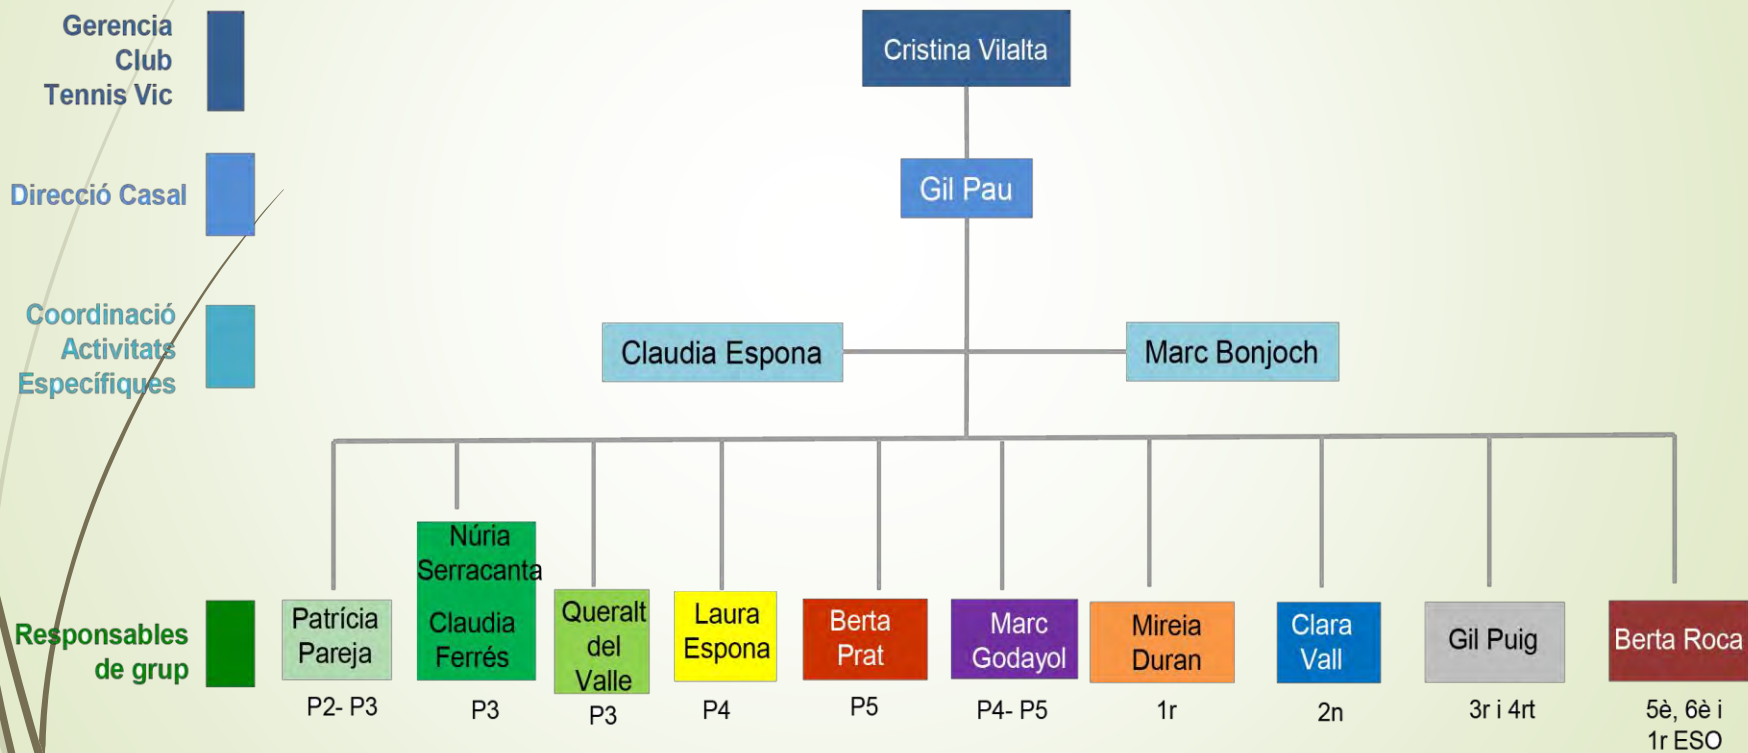 Gerencia
Club
Tennis Vic
Cristina Vilalta
Direcció Casal
Gil Pau
Coordinació
Activitats
Específiques
Claudia Espona
Marc Bonjoch
Responsables
de grup
Patrícia
Pareja
P2- P3
Núria
Serracanta
Claudia
Ferrés
P3
Queralt
del
Valle
P3
Laura
Espona
P4
Berta
Prat
P5
Marc
Godayol
P4- P5
Mireia
Duran
1r
Clara
Vall
2n
Gil Puig
3r i 4rt
Berta Roca
5è, 6è i
1r ESO